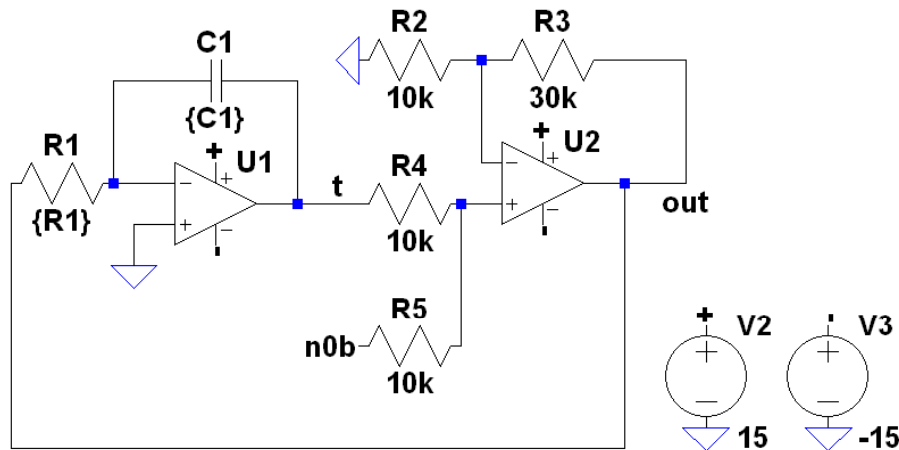 C1
{C1}
R1
{R1}
+
U1
-
t
R2
10k
R3
30k
+
U2
-
out
R4
10k
n0b
R5
10k
+
V2
15
-
V3
-15